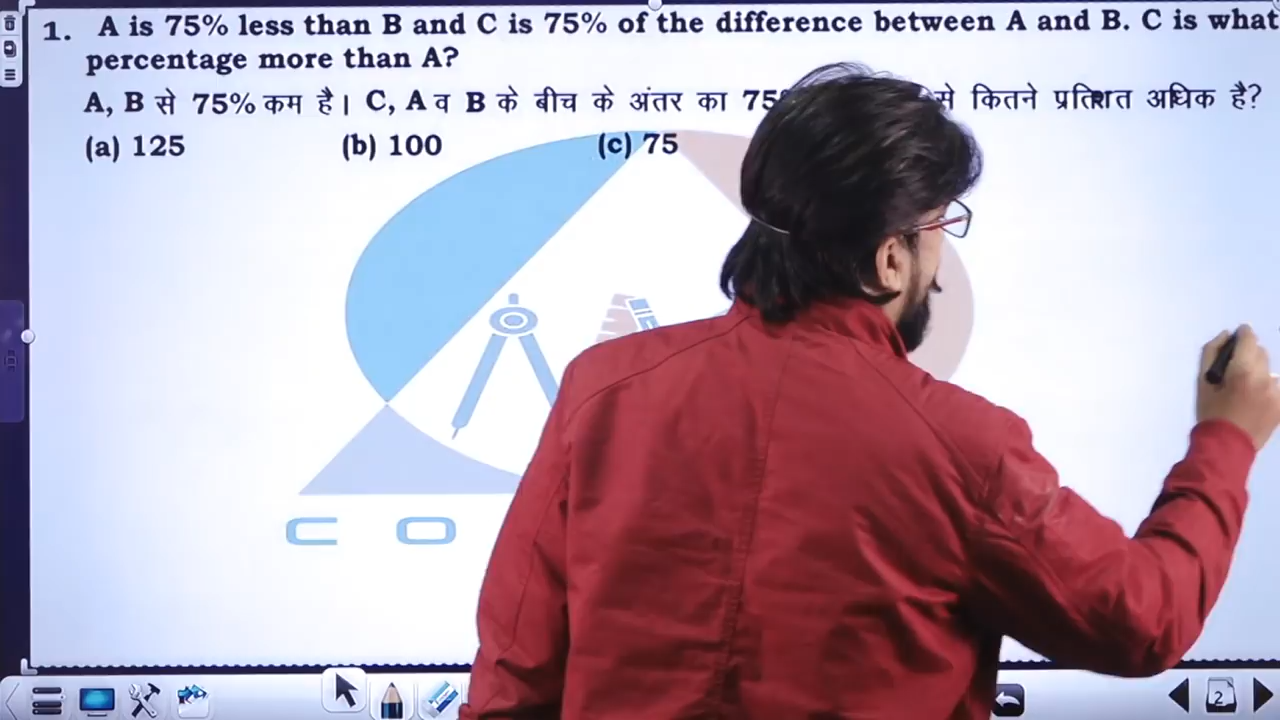 1. A is 75% less than B and C is 75% of the difference between A and B. C is what
percentage more than A?
A, B से 75% कम है। C, A व B के बीच के अंतर का 75 से कितने प्रतिशत अधिक है?
(a) 125 (b) 100 (c) 75
C O
2